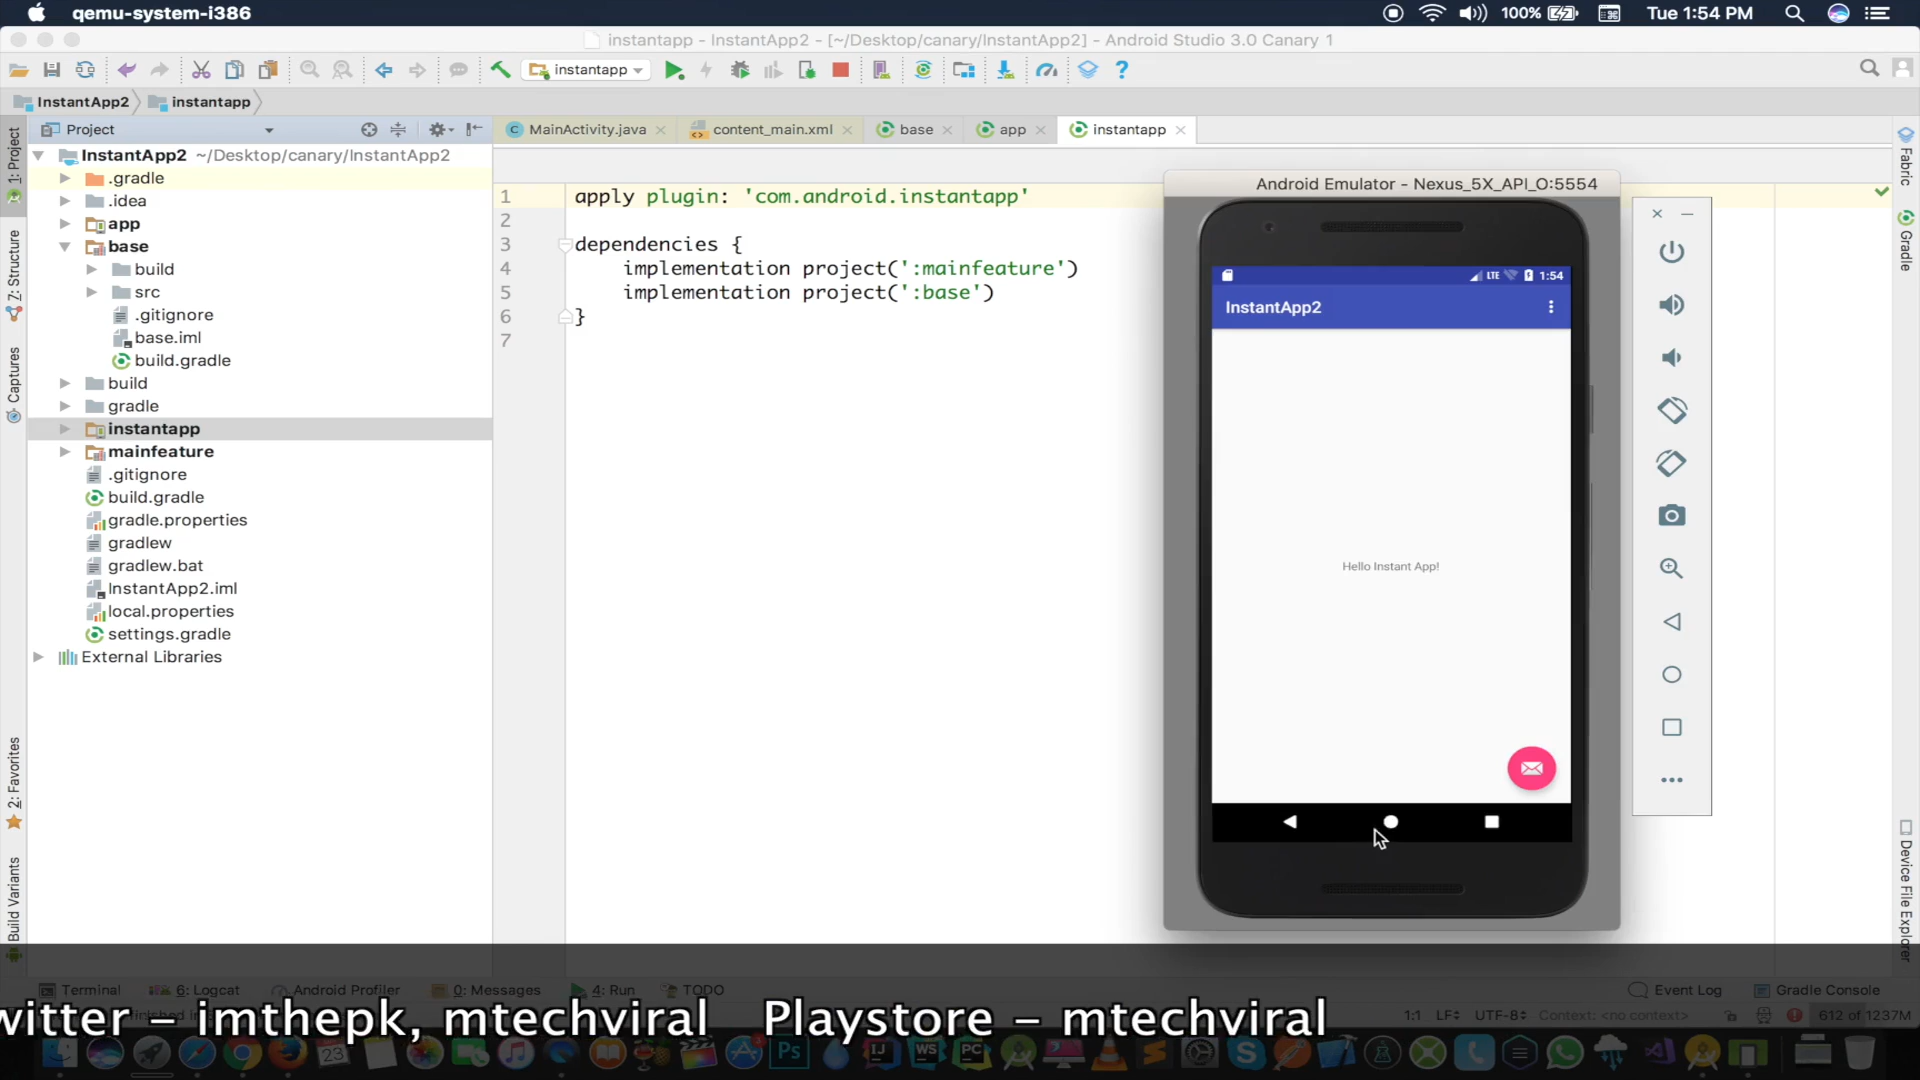 qemu-system-i386
100%
Tue 1:54 PM
instantapp - InstantApp2 - [~/Desktop/canary/InstantApp2] - Android Studio 3.0 Canary 1
instantapp
InstantApp2
instantapp
Project
MainActivity.java
content_main.xml
base
app
instantapp
InstantApp2 ~/Desktop/canary/InstantApp2
.gradle
.idea
app
base
build
src
.gitignore
base.iml
build.gradle
build
gradle
instantapp
mainfeature
.gitignore
build.gradle
gradle.properties
gradlew
gradlew.bat
InstantApp2.iml
local.properties
settings.gradle
External Libraries
1: Project
7: Structure
Captures
2: Favorites
Build Variants
1 apply plugin: 'com.android.instantapp'
2
3 dependencies {
4 implementation project(':mainfeature')
5 implementation project(':base')
6 }
7
Android Emulator - Nexus_5X_API_O:5554
LTE 1:54
InstantApp2
Hello Instant App!
Fabric
Gradle
Device File Explorer
Terminal
6: Logcat
Android Profiler
0: Messages
4: Run
TODO
Event Log
Gradle Console
1:1 LF÷ UTF-8÷ Context: <no context> 612 of 1237M
witter – imthepk, mtechviral Playstore – mtechviral
23
Ps
IJ
WS
PC